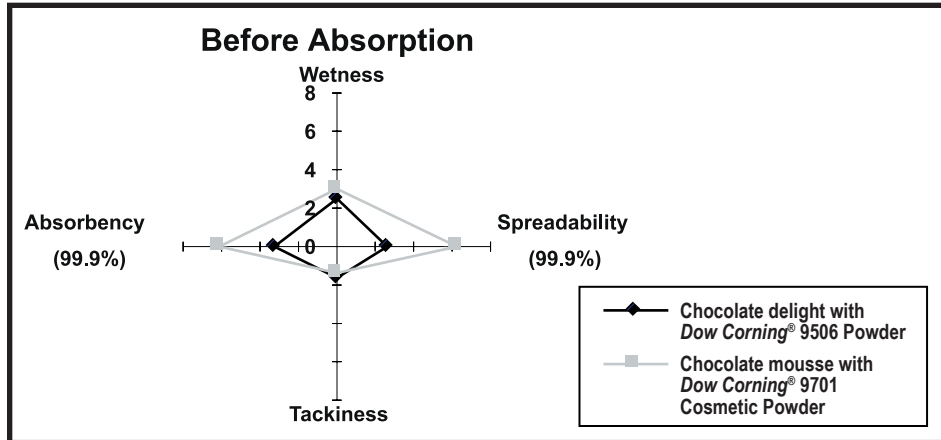 Before Absorption
Wetness
8
6
4
2
0
Absorbency
(99.9%)
Spreadability
(99.9%)
Tackiness
Chocolate delight with
Dow Corning® 9506 Powder
Chocolate mousse with
Dow Corning® 9701
Cosmetic Powder